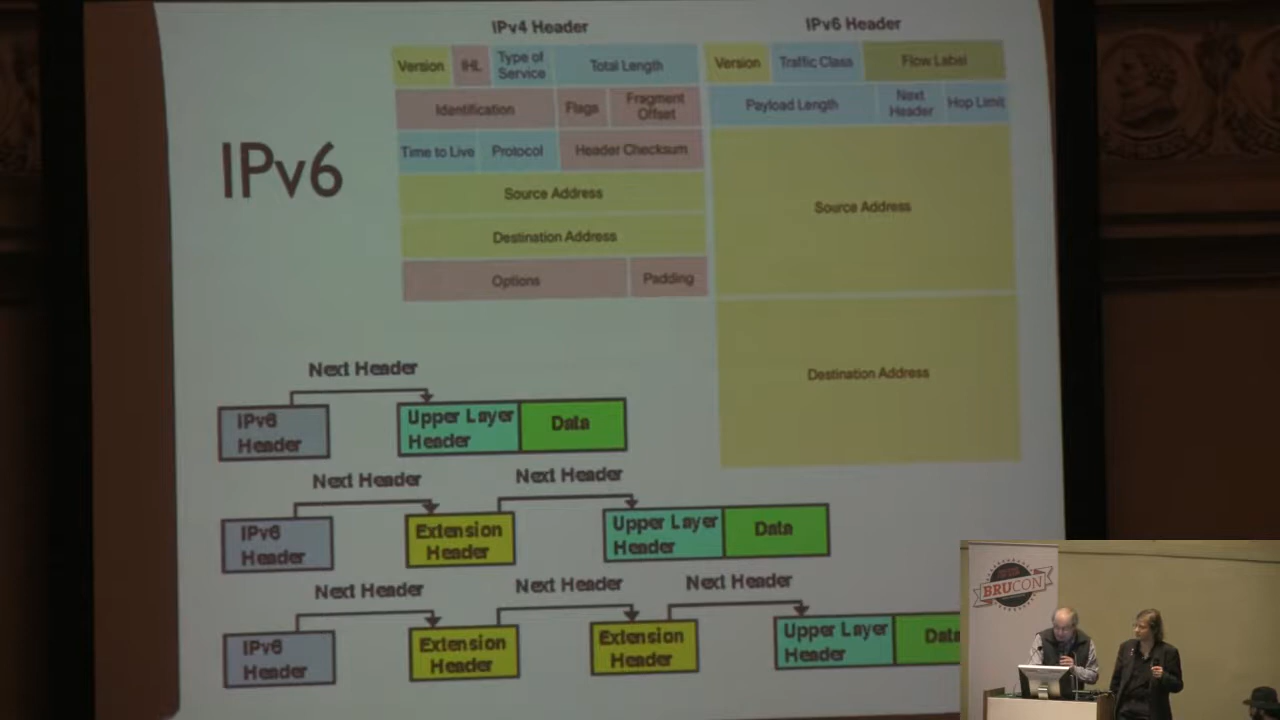 IPv4 Header
IPv6 Header
Version
IHL
Type of
Service
Total Length
Version
Traffic Class
Flow Label
Identification
Flags
Fragment
Offset
Payload Length
Next
Header
Hop Limit
Time to Live
Protocol
Header Checksum
IPv6
Source Address
Source Address
Destination Address
Options
Padding
Destination Address
Next Header
IPv6
Header
Upper Layer
Header
Data
Next Header
Next Header
IPv6
Header
Extension
Header
Upper Layer
Header
Data
Next Header
Next Header
Next Header
IPv6
Header
Extension
Header
Extension
Header
Upper Layer
Header
Data
BRUCON